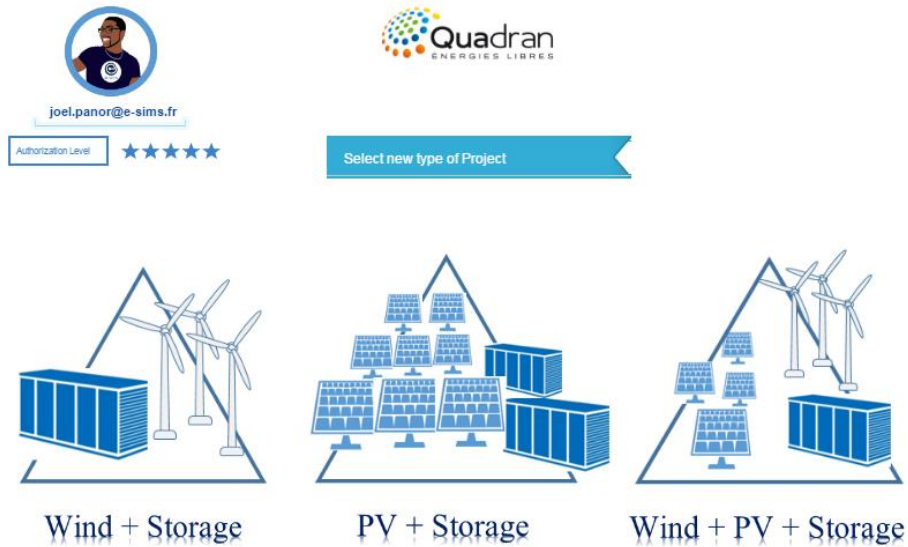 Quadran
ENERGIES LIBRES
joel.panor@e-sims.fr
Authorization Level
Select new type of Project
Wind + Storage
PV + Storage
Wind + PV + Storage